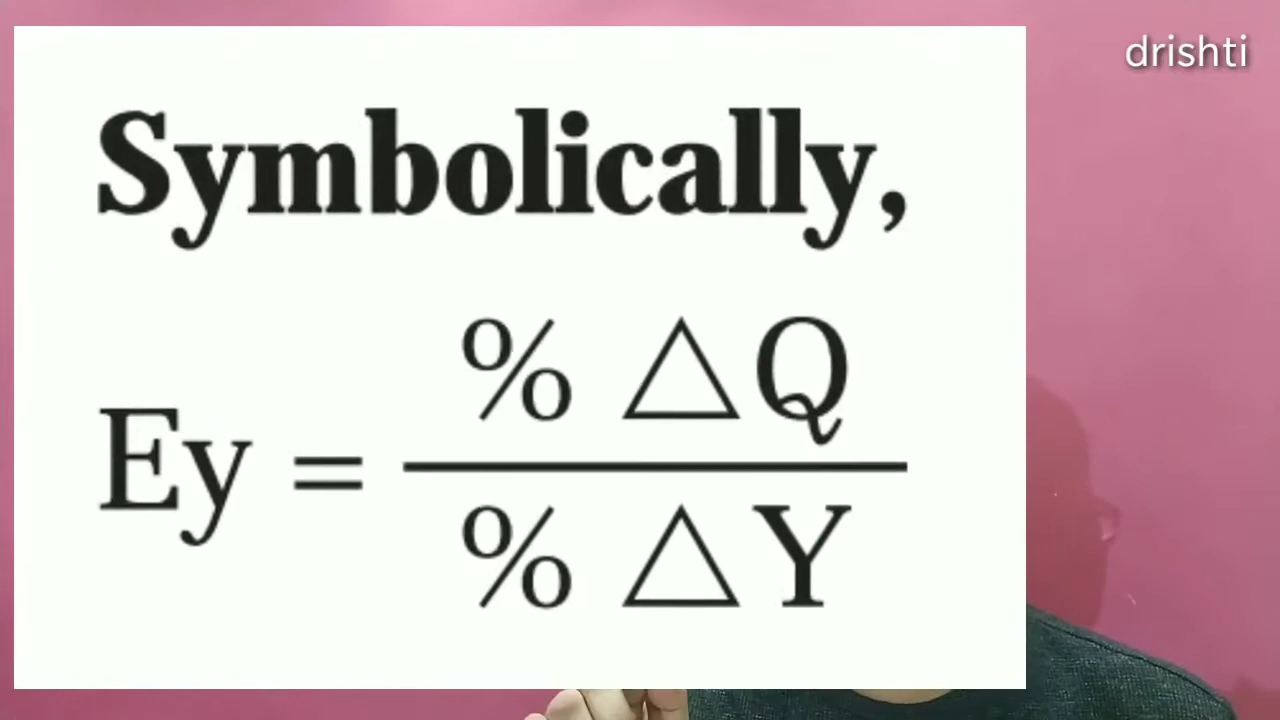 drishti
Symbolically,
Ey = % △Q / % △Y